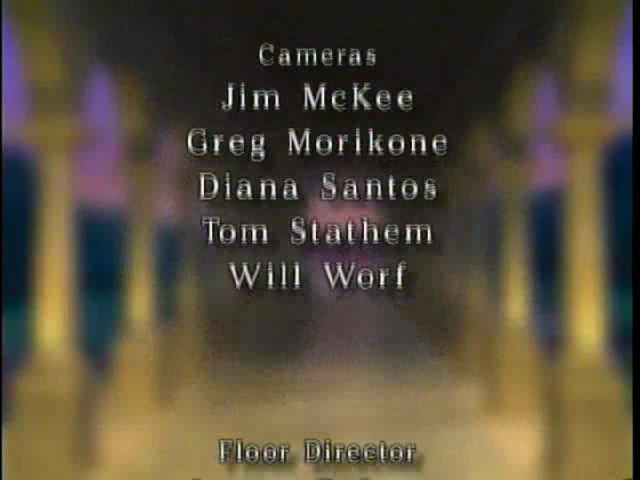 Cameras
Jim McKee
Greg Morikone
Diana Santos
Tom Stathem
Will Worf
Floor Director